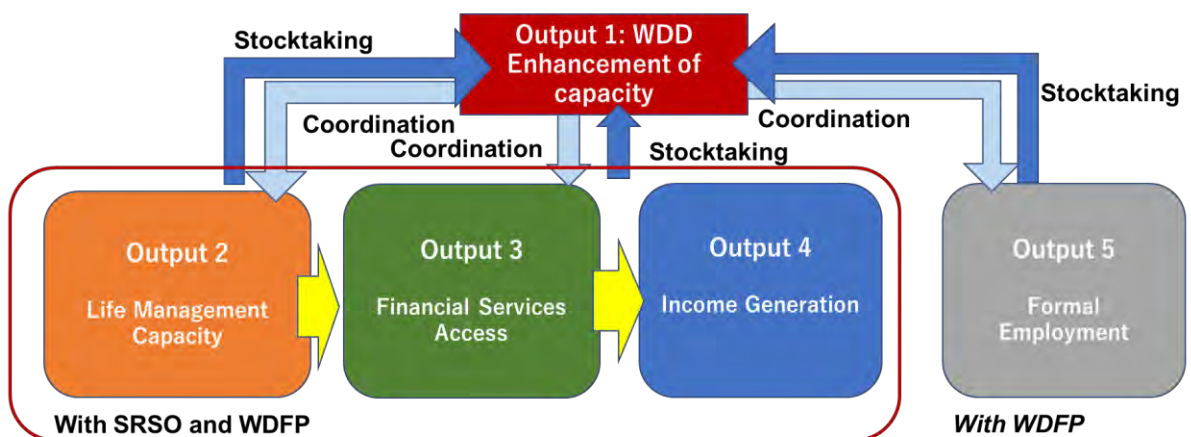 Output 1: WDD
Enhancement of
capacity
Stocktaking
Stocktaking
Coordination
Coordination
Stocktaking
Coordination
Output 2
Life Management
Capacity
Output 3
Financial Services
Access
Output 4
Income Generation
Output 5
Formal
Employment
With SRSO and WDFP
With WDFP